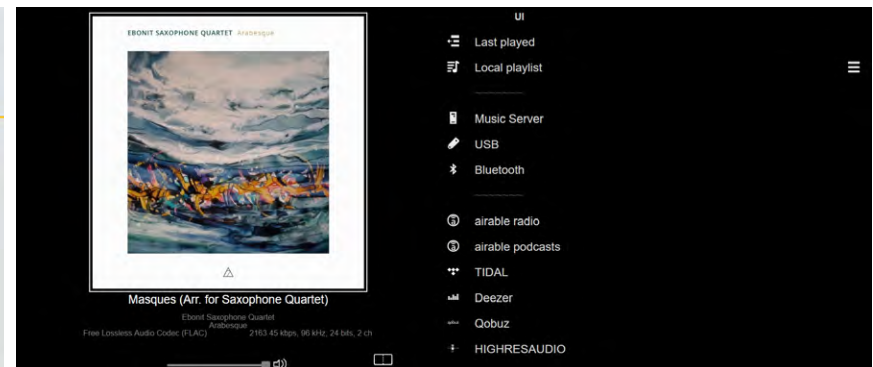 EBONIT SAXOPHONE QUARTET Arabesque
Masques (Arr. for Saxophone Quartet)
Ebonit Saxophone Quartet
Arabesque
Free Lossless Audio Codec (FLAC) 2163.45 kbps, 96 kHz, 24 bits, 2 ch
UI
Last played
Local playlist
Music Server
USB
Bluetooth
airable radio
airable podcasts
TIDAL
Deezer
Qobuz
HIGHRESAUDIO